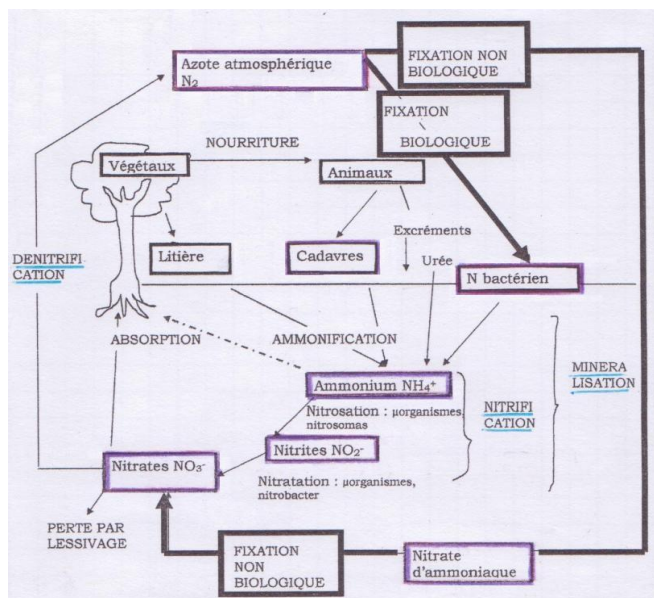 Azote atmosphérique
N₂
FIXATION NON
BIOLOGIQUE
FIXATION
BIOLOGIQUE
NOURRITURE
Végétaux
Animaux
Excréments
DENITRIFI
CATION
Litière
Cadavres
Urée
N bactérien
ABSORPTION
AMMONIFICATION
MINERA
LISATION
Ammonium NH₄⁺
Nitrosation : µorganismes,
nitrosomas
NITRIFI
CATION
Nitrites NO₂⁻
Nitrates NO₃⁻
Nitratation : µorganismes,
nitrobacter
PERTE PAR
LESSIVAGE
FIXATION
NON
BIOLOGIQUE
Nitrate
d'ammoniaque